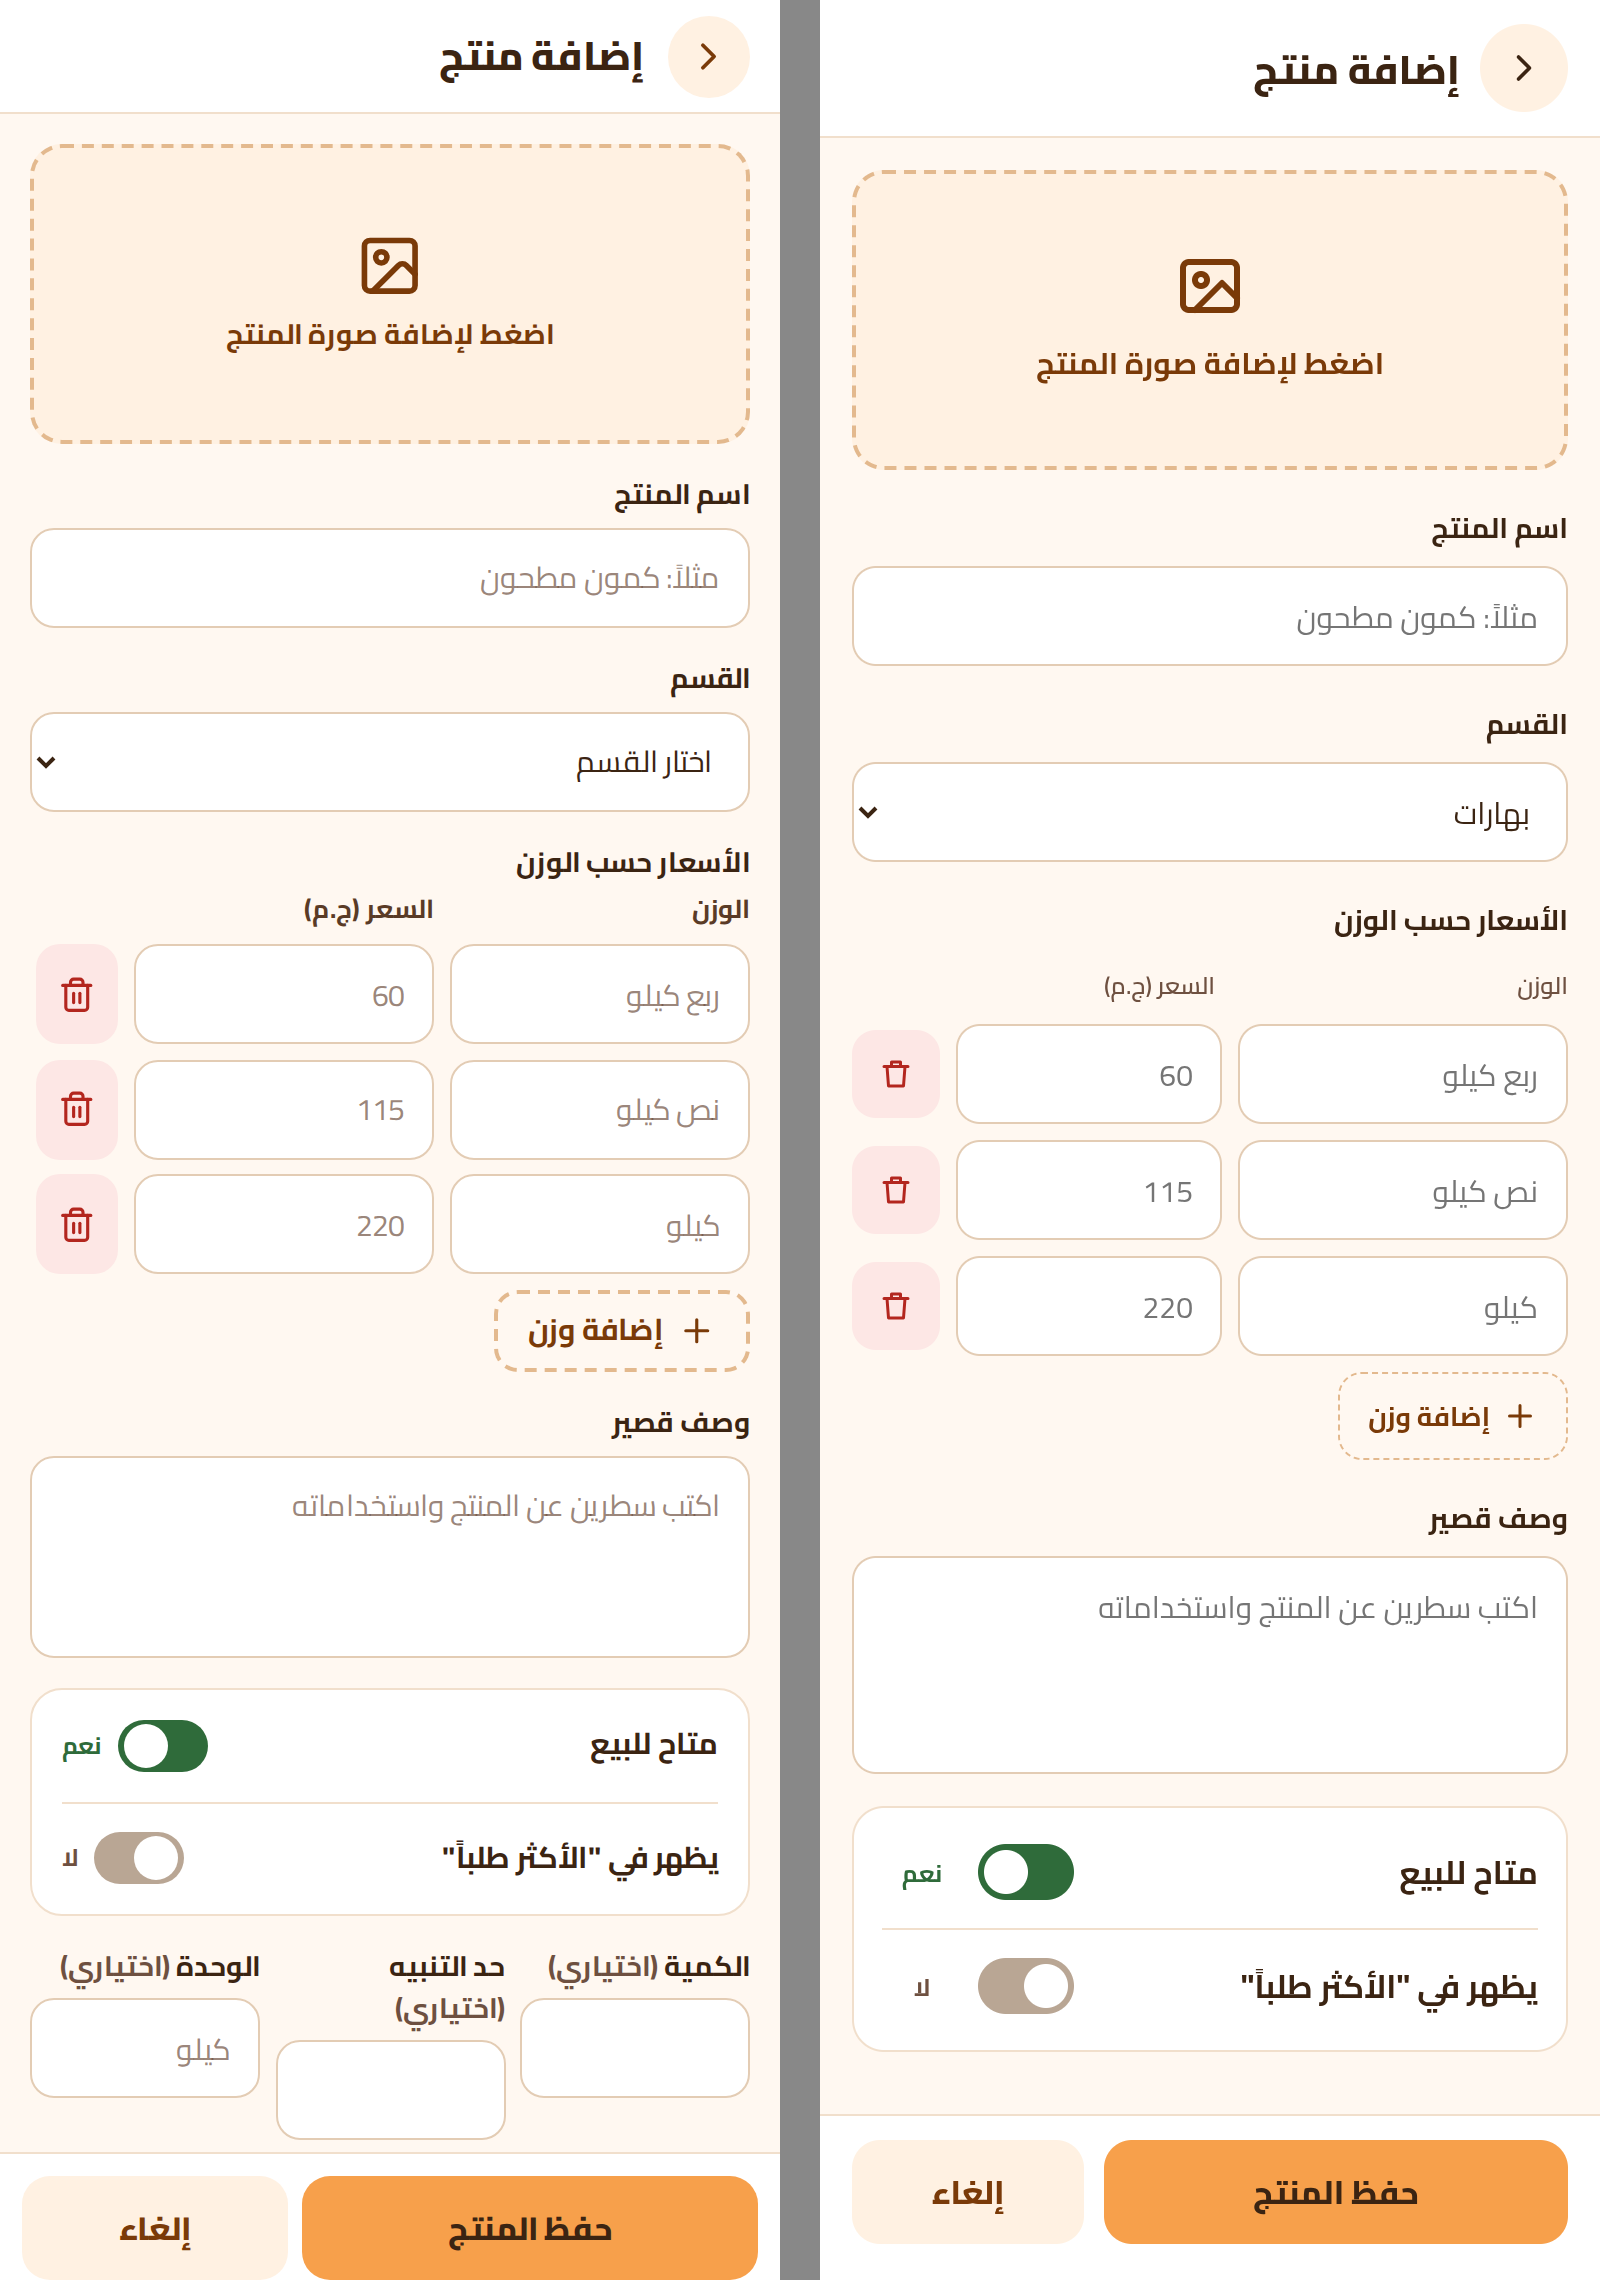 إضافة منتج
اضغط لإضافة صورة المنتج
اسم المنتج
مثلاً: كمون مطحون
القسم
اختار القسم
الأسعار حسب الوزن
الوزن
السعر (ج.م)
ربع كيلو
60
نص كيلو
115
كيلو
220
إضافة وزن
وصف قصير
اكتب سطرين عن المنتج واستخداماته
متاح للبيع
نعم
يظهر في "الأكثر طلباً"
لا
الكمية (اختياري)
حد التنبيه
(اختياري)
الوحدة (اختياري)
كيلو
حفظ المنتج
إلغاء
إضافة منتج
اضغط لإضافة صورة المنتج
اسم المنتج
مثلاً: كمون مطحون
القسم
بهارات
الأسعار حسب الوزن
الوزن
السعر (ج.م)
ربع كيلو
60
نص كيلو
115
كيلو
220
إضافة وزن
وصف قصير
اكتب سطرين عن المنتج واستخداماته
متاح للبيع
نعم
يظهر في "الأكثر طلباً"
لا
حفظ المنتج
إلغاء